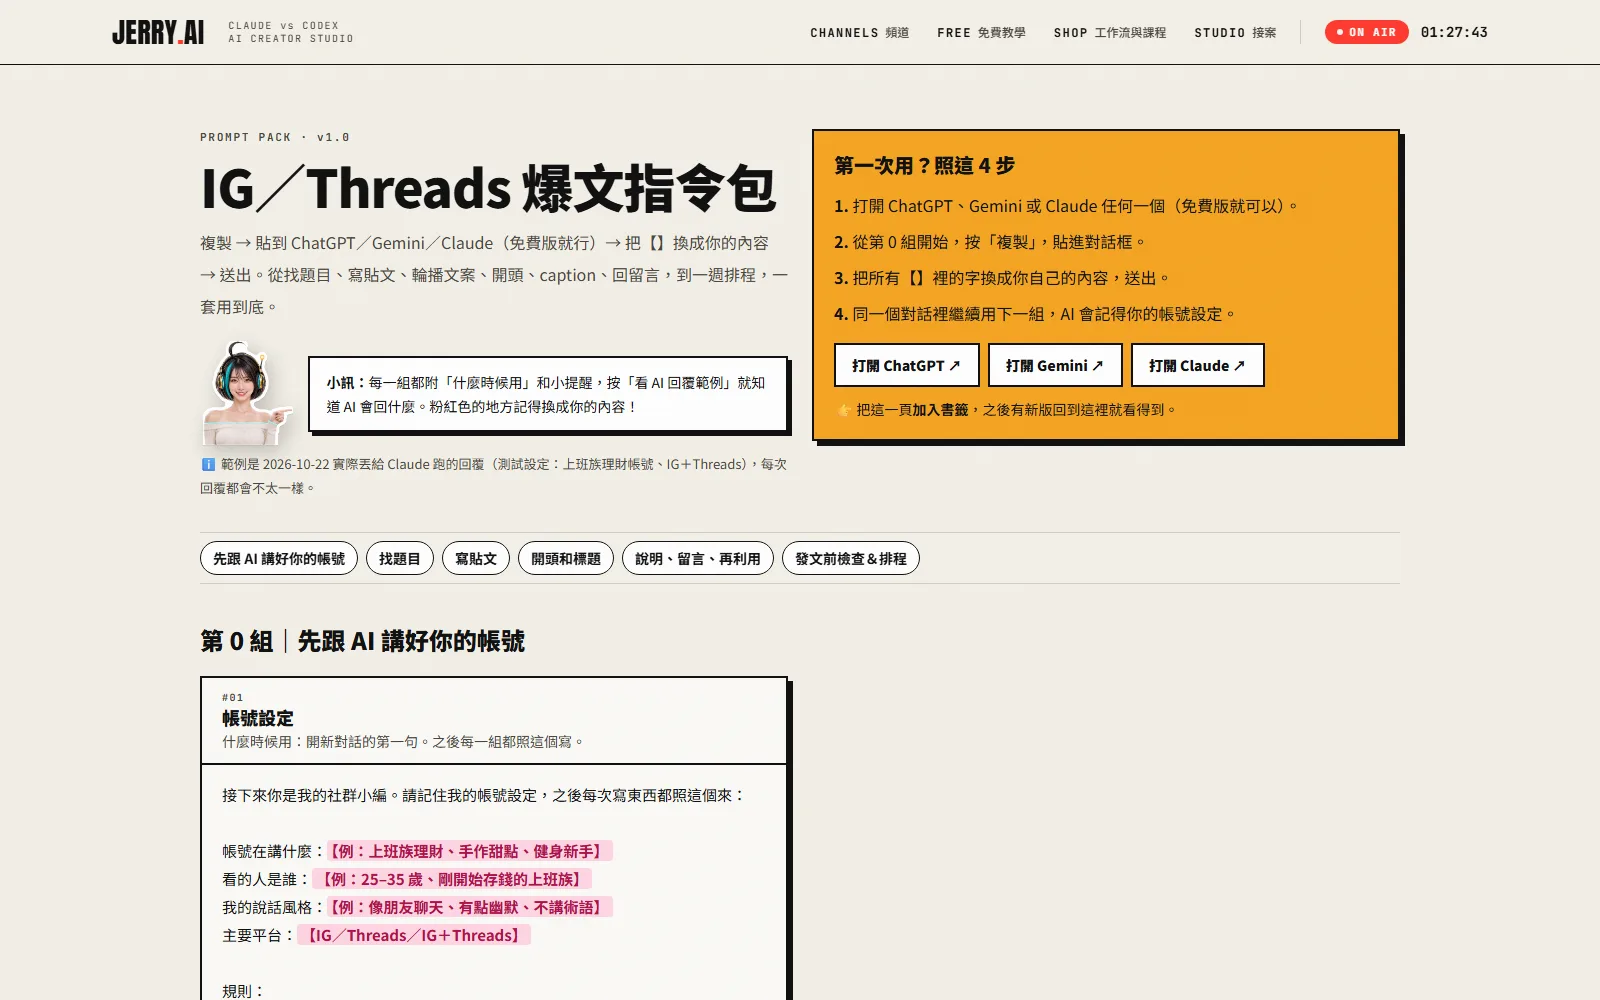 JERRY.AI
CLAUDE vs CODEX
AI CREATOR STUDIO
CHANNELS 頻道
FREE 免費教學
SHOP 工作流與課程
STUDIO 接案
ON AIR
01:27:43
PROMPT PACK · v1.0
IG／Threads 爆文指令包
複製 → 貼到 ChatGPT／Gemini／Claude（免費版就行）→ 把【】換成你的內容
→ 送出。從找題目、寫貼文、輪播文案、開頭、caption、回留言，到一週排程，一
套用到底。
小訊：每一組都附「什麼時候用」和小提醒，按「看 AI 回覆範例」就知
道 AI 會回什麼。粉紅色的地方記得換成你的內容！
ℹ️ 範例是 2026-10-22 實際丟給 Claude 跑的回覆（測試設定：上班族理財帳號、IG＋Threads），每次
回覆都會不太一樣。
第一次用？照這 4 步
1. 打開 ChatGPT、Gemini 或 Claude 任何一個（免費版就可以）。
2. 從第 0 組開始，按「複製」，貼進對話框。
3. 把所有【】裡的字換成你自己的內容，送出。
4. 同一個對話裡繼續用下一組，AI 會記得你的帳號設定。
打開 ChatGPT ↗
打開 Gemini ↗
打開 Claude ↗
👉 把這一頁加入書籤，之後有新版回到這裡就看得到。
先跟 AI 講好你的帳號
找題目
寫貼文
開頭和標題
說明、留言、再利用
發文前檢查＆排程
第 0 組｜先跟 AI 講好你的帳號
#01
帳號設定
什麼時候用：開新對話的第一句。之後每一組都照這個寫。
接下來你是我的社群小編。請記住我的帳號設定，之後每次寫東西都照這個來：
帳號在講什麼：【例：上班族理財、手作甜點、健身新手】
看的人是誰：【例：25–35 歲、剛開始存錢的上班族】
我的說話風格：【例：像朋友聊天、有點幽默、不講術語】
主要平台：【IG／Threads／IG＋Threads】
規則：